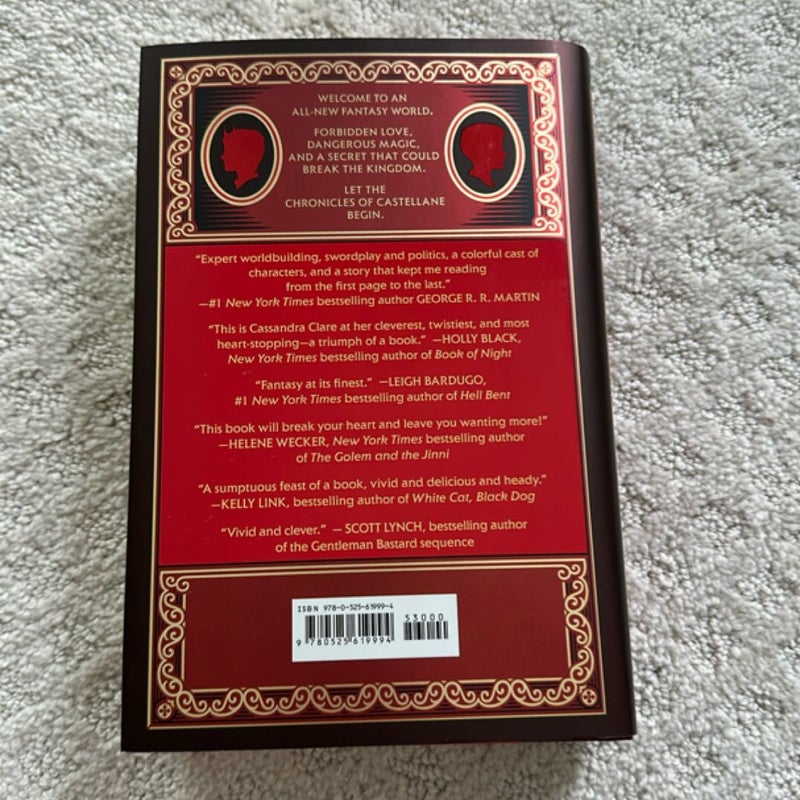 WELCOME TO AN
ALL-NEW FANTASY WORLD.
FORBIDDEN LOVE,
DANGEROUS MAGIC,
AND A SECRET THAT COULD
BREAK THE KINGDOM.
LET THE
CHRONICLES OF CASTELLANE
BEGIN.
“Expert worldbuilding, swordplay and politics, a colorful cast of
characters, and a story that kept me reading
from the first page to the last.”
—#1 New York Times bestselling author GEORGE R. R. MARTIN
“This is Cassandra Clare at her cleverest, twistiest, and most
heart-stopping—a triumph of a book.” —HOLLY BLACK,
New York Times bestselling author of Book of Night
“Fantasy at its finest.” —LEIGH BARDUGO,
#1 New York Times bestselling author of Hell Bent
“This book will break your heart and leave you wanting more!”
—HELENE WECKER, New York Times bestselling author
of The Golem and the Jinni
“A sumptuous feast of a book, vivid and delicious and heady.”
—KELLY LINK, bestselling author of White Cat, Black Dog
“Vivid and clever.” — SCOTT LYNCH, bestselling author
of the Gentleman Bastard sequence
ISBN 978-0-525-61999-4
53000
9 780525 619994